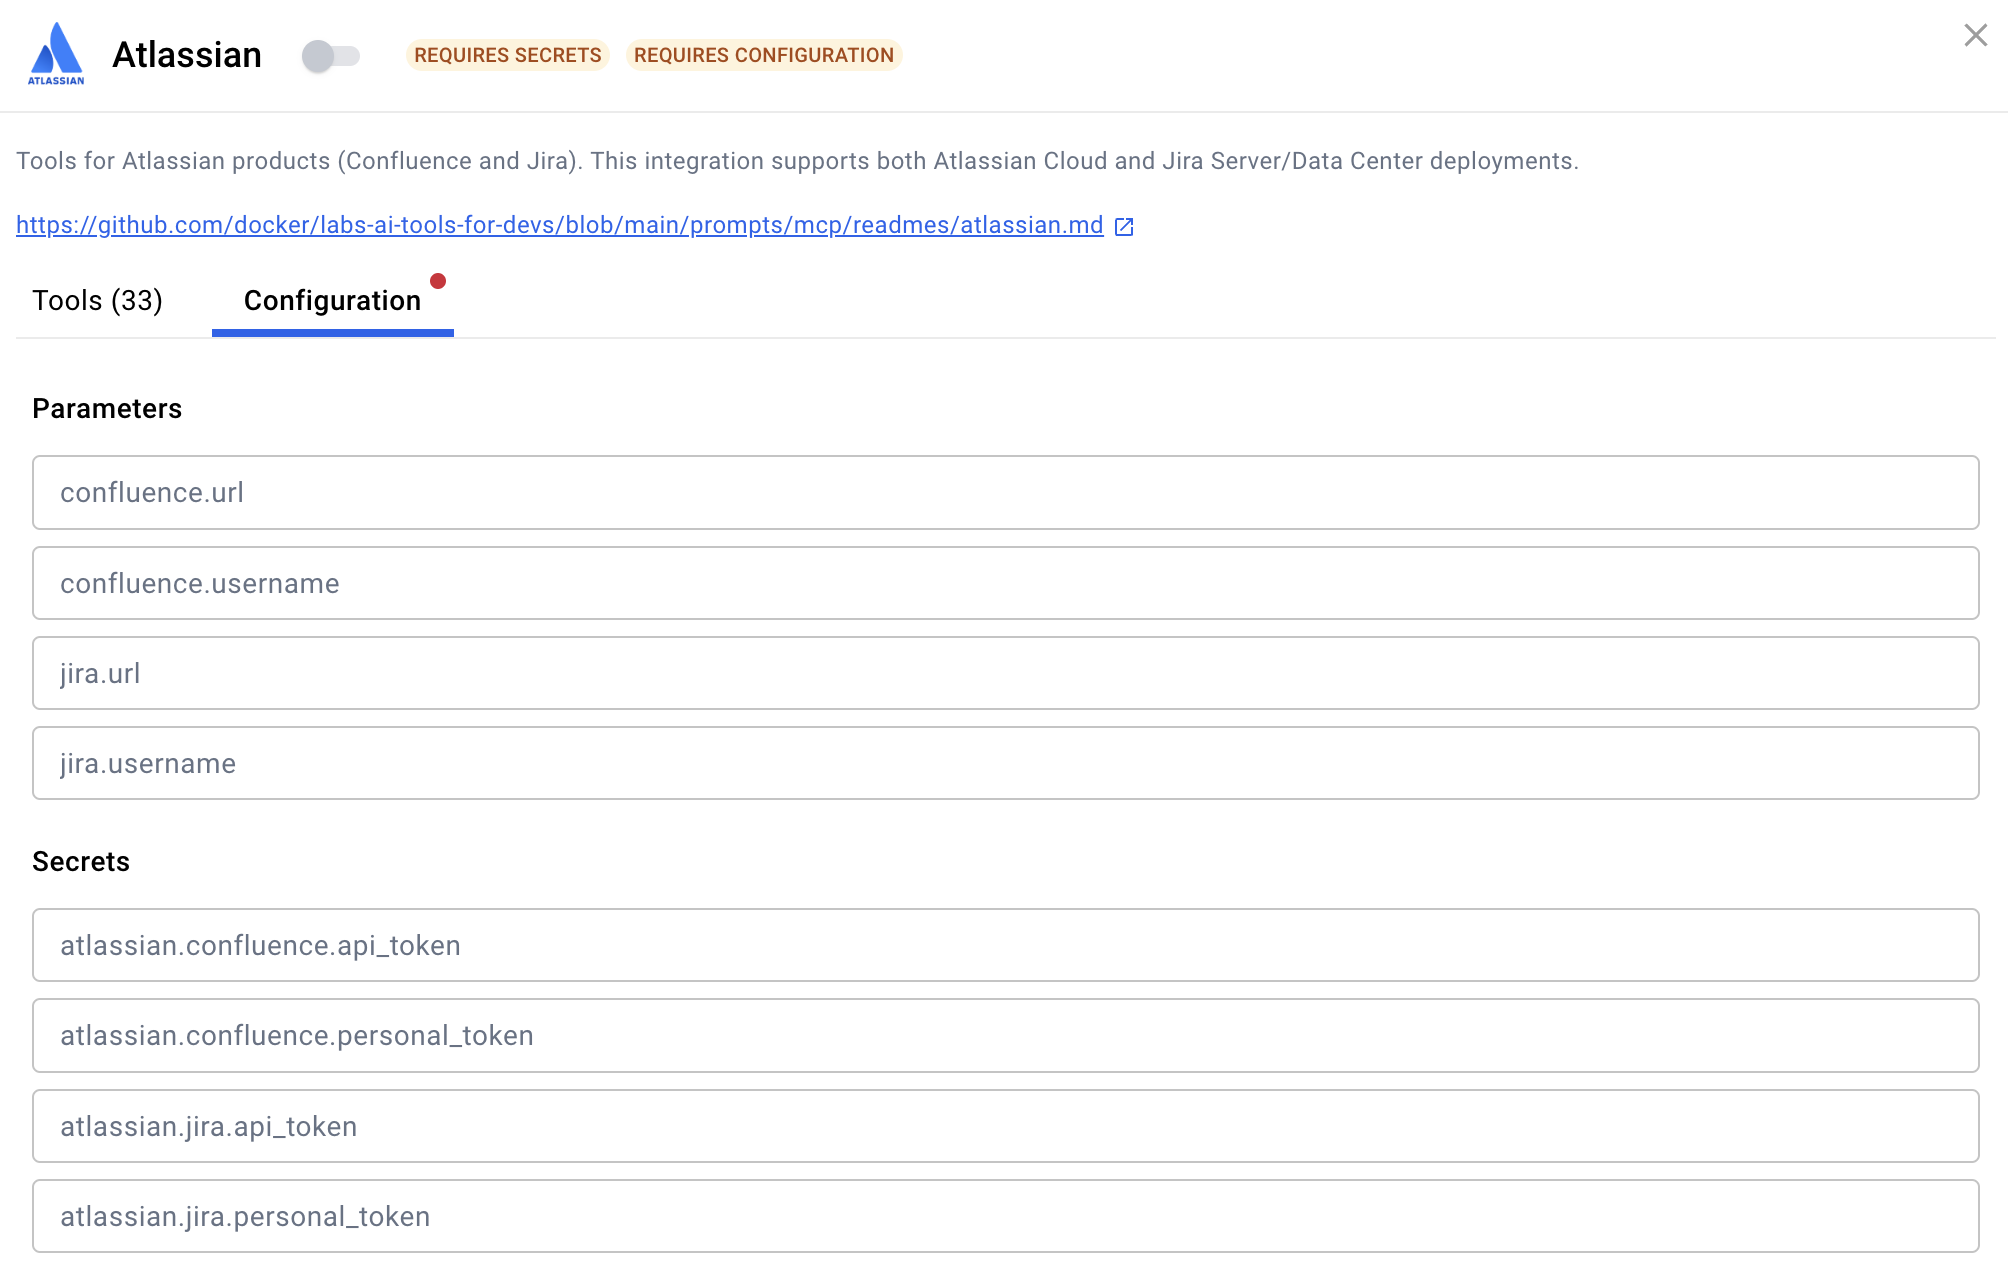 ATLASSIAN
Atlassian REQUIRES SECRETS REQUIRES CONFIGURATION
Tools for Atlassian products (Confluence and Jira). This integration supports both Atlassian Cloud and Jira Server/Data Center deployments.
https://github.com/docker/labs-ai-tools-for-devs/blob/main/prompts/mcp/readmes/atlassian.md
Tools (33) Configuration
Parameters
confluence.url
confluence.username
jira.url
jira.username
Secrets
atlassian.confluence.api_token
atlassian.confluence.personal_token
atlassian.jira.api_token
atlassian.jira.personal_token